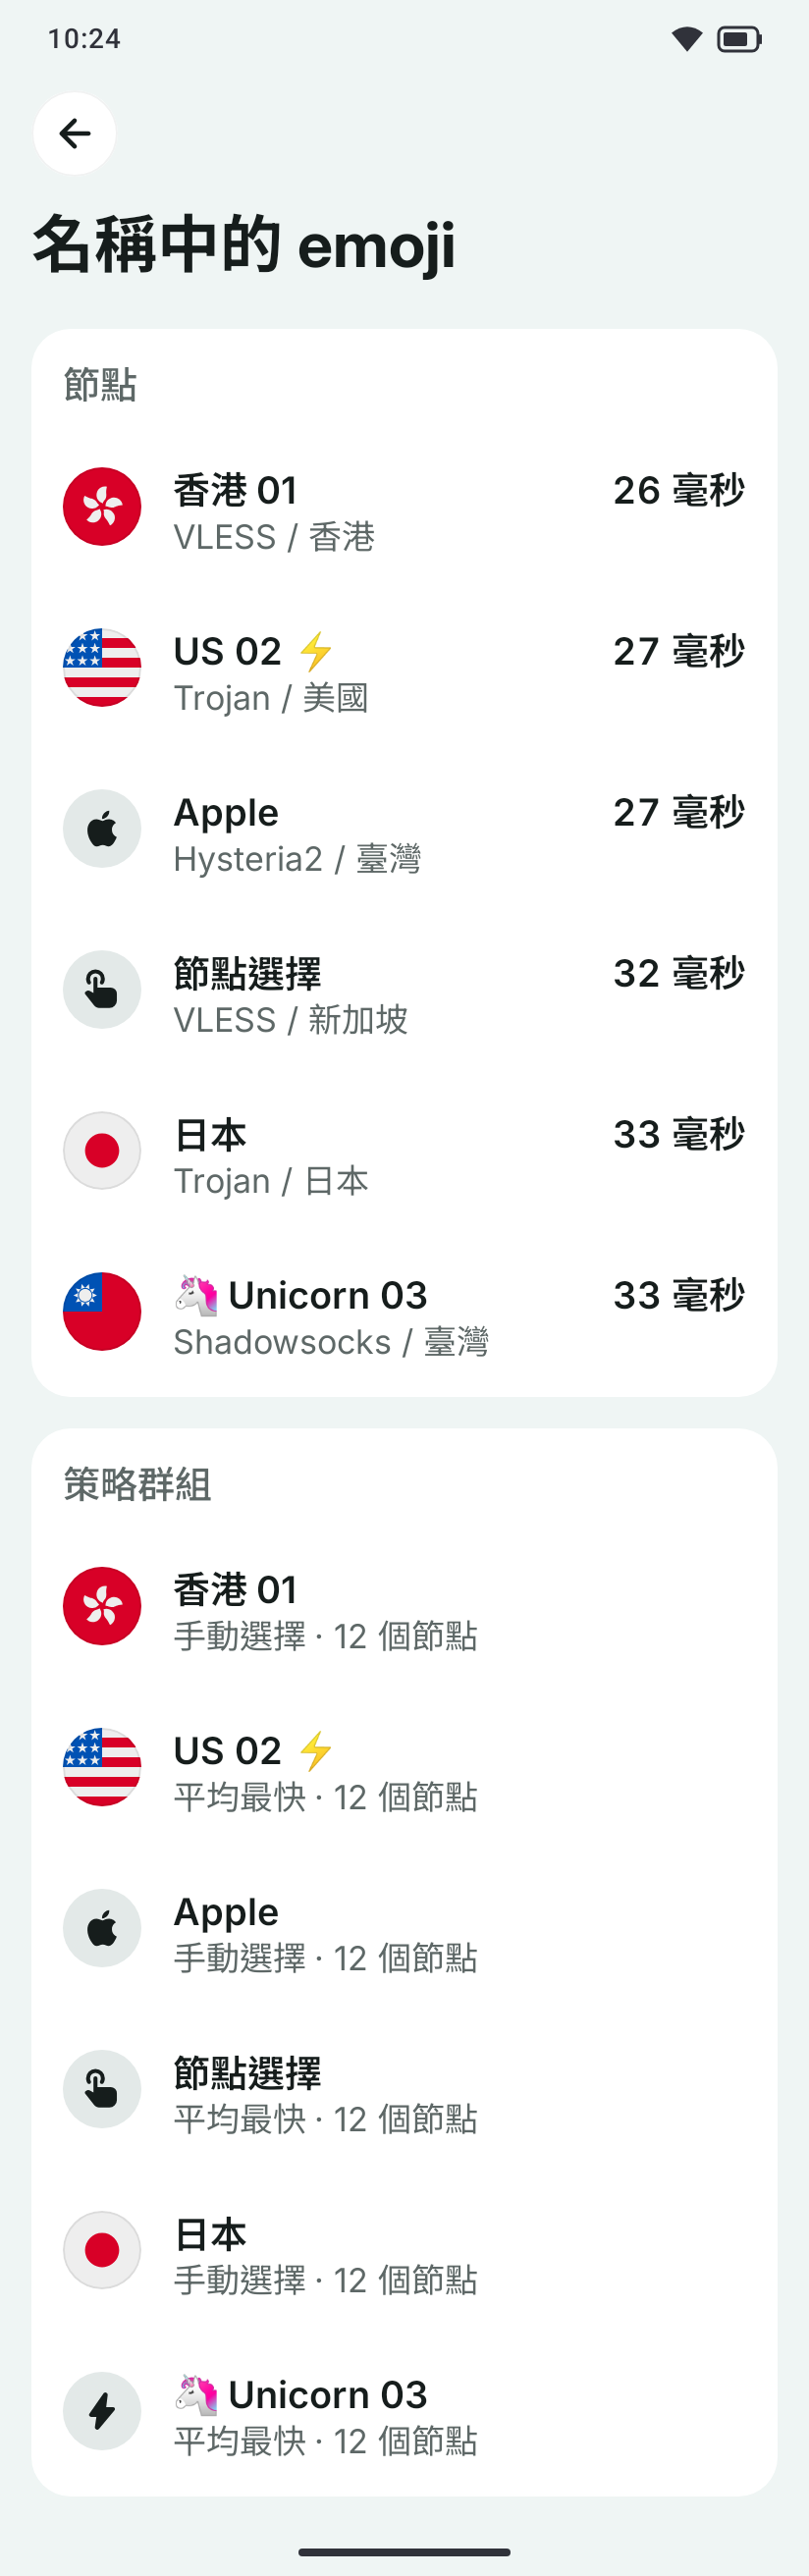 10:24
名稱中的 emoji
節點
香港 01
26 毫秒
VLESS / 香港
US 02 ⚡
27 毫秒
Trojan / 美國
Apple
27 毫秒
Hysteria2 / 臺灣
節點選擇
32 毫秒
VLESS / 新加坡
日本
33 毫秒
Trojan / 日本
🦄 Unicorn 03
33 毫秒
Shadowsocks / 臺灣
策略群組
香港 01
手動選擇 · 12 個節點
US 02 ⚡
平均最快 · 12 個節點
Apple
手動選擇 · 12 個節點
節點選擇
平均最快 · 12 個節點
日本
手動選擇 · 12 個節點
🦄 Unicorn 03
平均最快 · 12 個節點